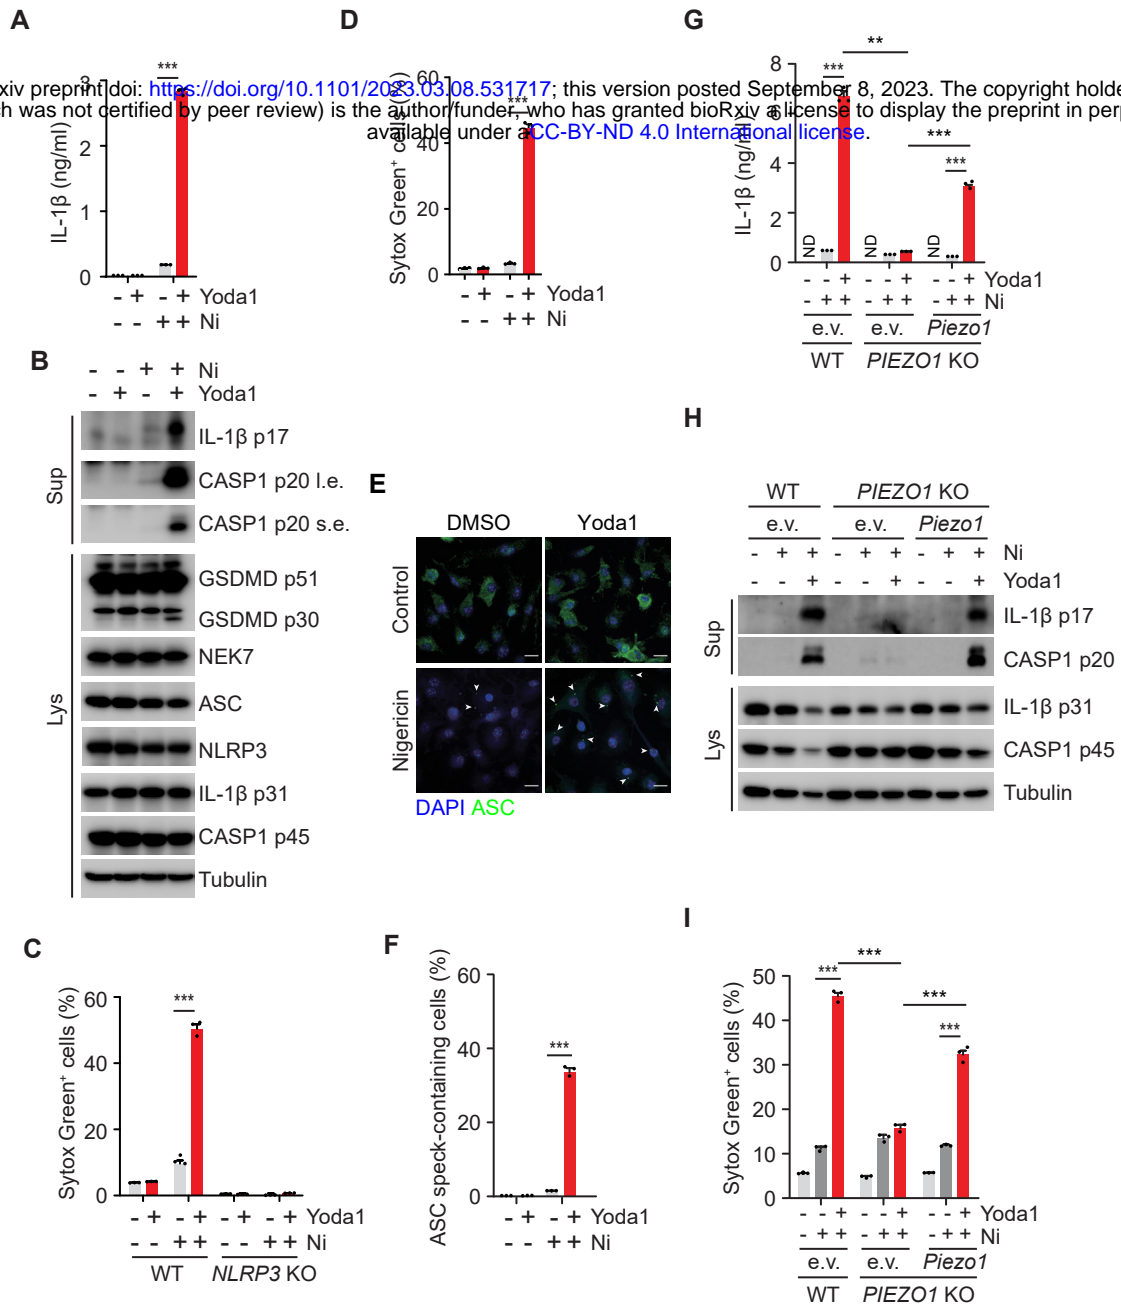 A
D
G
xiv preprint doi: https://doi.org/10.1101/2023.03.08.531717; this version posted September 8, 2023. The copyright holde
ch was not certified by peer review) is the author/funder, who has granted bioRxiv a license to display the preprint in perp
available under aCC-BY-ND 4.0 International license.
IL-1β (ng/ml)
3
2
1
0
***
- + - + Yoda1
- - + + Ni
Sytox Green⁺ cells (%)
60
40
20
0
***
- + - + Yoda1
- - + + Ni
IL-1β (ng/ml)
8
6
4
2
0
**
***
***
***
ND
ND
ND
- - + - - + - - + Yoda1
- + + - + + - + + Ni
e.v. e.v. Piezo1
WT PIEZO1 KO
B
- - + + Ni
- + - + Yoda1
Sup
IL-1β p17
CASP1 p20 l.e.
CASP1 p20 s.e.
Lys
GSDMD p51
GSDMD p30
NEK7
ASC
NLRP3
IL-1β p31
CASP1 p45
Tubulin
E
DMSO Yoda1
Control
Nigericin
DAPI ASC
H
WT PIEZO1 KO
e.v. e.v. Piezo1
- + + - + + - + + Ni
- - + - - + - - + Yoda1
Sup
IL-1β p17
CASP1 p20
Lys
IL-1β p31
CASP1 p45
Tubulin
C
Sytox Green⁺ cells (%)
60
40
20
0
***
- + - + - + - + Yoda1
- - + + - - + + Ni
WT NLRP3 KO
F
ASC speck-containing cells (%)
60
40
20
0
***
- + - + Yoda1
- - + + Ni
I
Sytox Green⁺ cells (%)
50
40
30
20
10
0
***
***
***
***
- - + - - + - - + Yoda1
- + + - + + - + + Ni
e.v. e.v. Piezo1
WT PIEZO1 KO